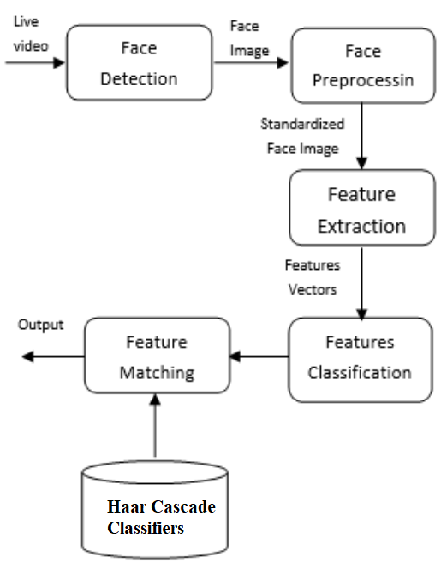 Live
video
Face
Detection
Face
Image
Face
Preprocessin
Standardized
Face Image
Feature
Extraction
Features
Vectors
Features
Classification
Feature
Matching
Output
Haar Cascade
Classifiers